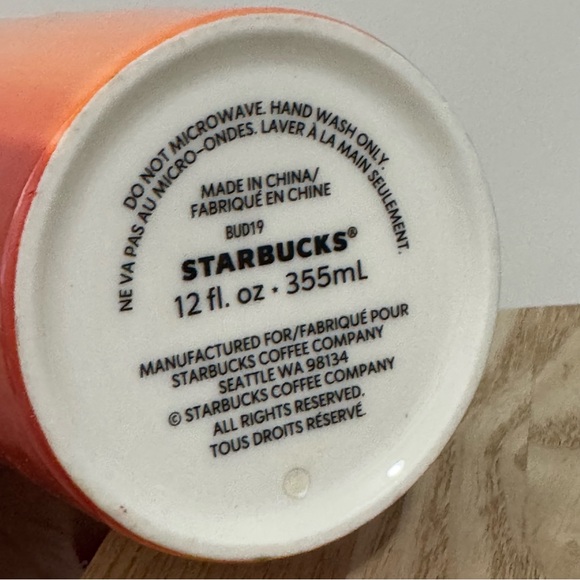 DO NOT MICROWAVE. HAND WASH ONLY.
NE VA PAS AU MICRO-ONDES. LAVER À LA MAIN SEULEMENT.
MADE IN CHINA/
FABRIQUÉ EN CHINE
BUD19
STARBUCKS®
12 fl. oz · 355mL
MANUFACTURED FOR/FABRIQUÉ POUR
STARBUCKS COFFEE COMPANY
SEATTLE WA 98134
© STARBUCKS COFFEE COMPANY
ALL RIGHTS RESERVED.
TOUS DROITS RÉSERVÉ.